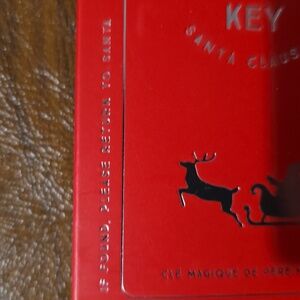 KEY
SANTA CLAUS
CLÉ MAGIQUE DE PÈRE
IF FOUND, PLEASE RETURN TO SANTA